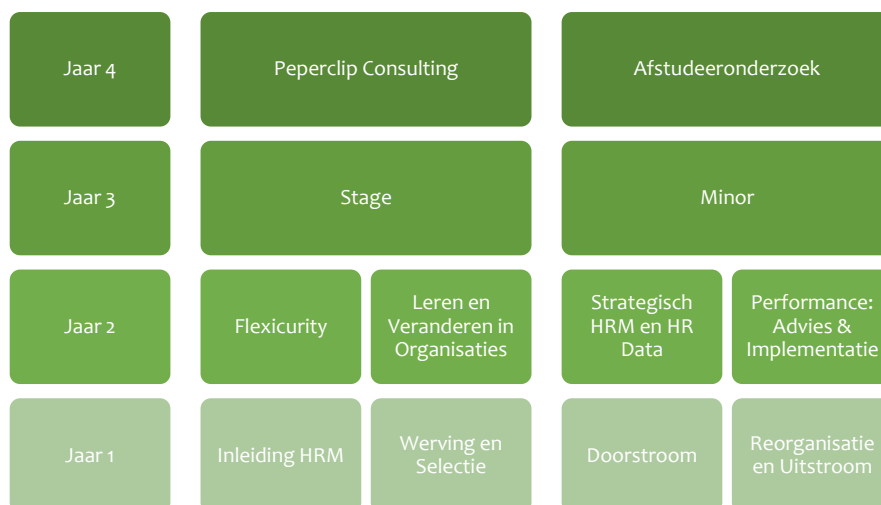 Jaar 4
Peperclip Consulting
Afstudeeronderzoek
Jaar 3
Stage
Minor
Jaar 2
Flexicurity
Leren en
Veranderen in
Organisaties
Strategisch
HRM en HR
Data
Performance:
Advies &
Implementatie
Jaar 1
Inleiding HRM
Werving en
Selectie
Doorstroom
Reorganisatie
en Uitstroom